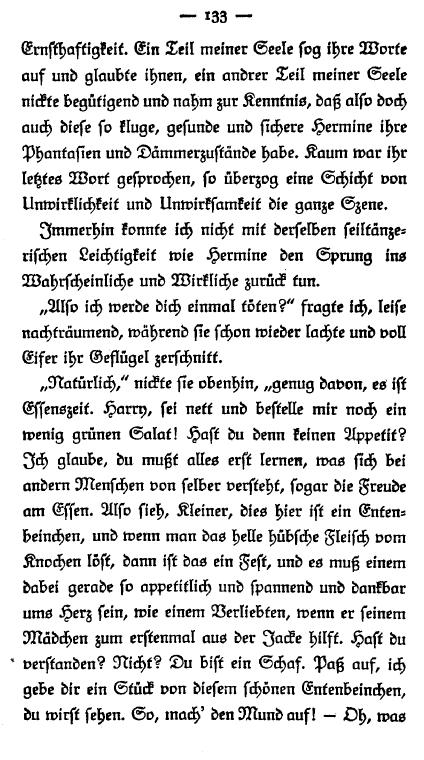 — 133 —
Ernſthaftigkeit. Ein Teil meiner Seele ſog ihre Worte
auf und glaubte ihnen, ein andrer Teil meiner Seele
nickte begütigend und nahm zur Kenntnis, daß alſo doch
auch dieſe ſo kluge, geſunde und ſichere Hermine ihre
Phantaſien und Dämmerzuſtände habe. Kaum war ihr
letztes Wort geſprochen, ſo überzog eine Schicht von
Unwirklichkeit und Unwirkſamkeit die ganze Szene.
Immerhin konnte ich nicht mit derſelben ſeiltänze-
riſchen Leichtigkeit wie Hermine den Sprung ins
Wahrſcheinliche und Wirkliche zurück tun.
„Alſo ich werde dich einmal töten?“ fragte ich, leiſe
nachträumend, während ſie ſchon wieder lachte und voll
Eifer ihr Geflügel zerſchnitt.
„Natürlich,“ nickte ſie obenhin, „genug davon, es iſt
Eſſenszeit. Harry, ſei nett und beſtelle mir noch ein
wenig grünen Salat! Haſt du denn keinen Appetit?
Ich glaube, du mußt alles erſt lernen, was ſich bei
andern Menſchen von ſelber verſteht, ſogar die Freude
am Eſſen. Alſo ſieh, Kleiner, dies hier iſt ein Enten-
beinchen, und wenn man das helle hübſche Fleiſch vom
Knochen löſt, dann iſt das ein Feſt, und es muß einem
dabei gerade ſo appetitlich und ſpannend und dankbar
ums Herz ſein, wie einem Verliebten, wenn er ſeinem
Mädchen zum erſtenmal aus der Jacke hilft. Haſt du
verſtanden? Nicht? Du biſt ein Schaf. Paß auf, ich
gebe dir ein Stück von dieſem ſchönen Entenbeinchen,
du wirſt ſehen. So, mach’ den Mund auf! — Oh, was